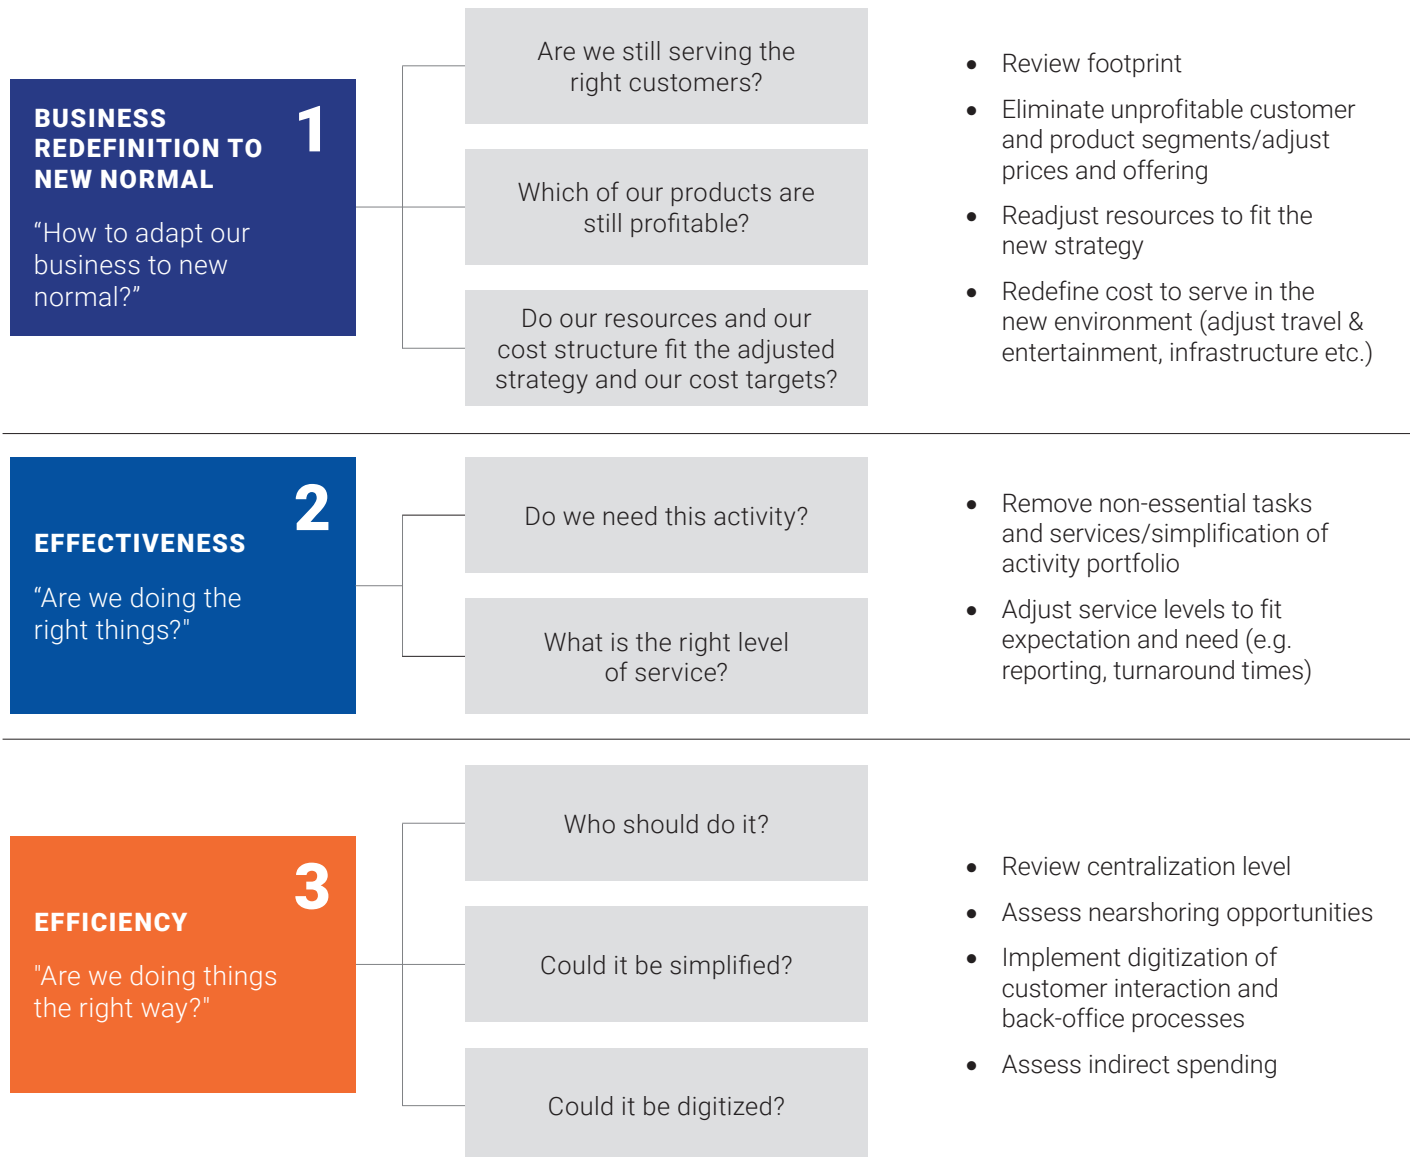 BUSINESS
REDEFINITION TO
NEW NORMAL
1
“How to adapt our
business to new
normal?”
Are we still serving the
right customers?
Which of our products are
still profitable?
Do our resources and our
cost structure fit the adjusted
strategy and our cost targets?
• Review footprint
• Eliminate unprofitable customer
and product segments/adjust
prices and offering
• Readjust resources to fit the
new strategy
• Redefine cost to serve in the
new environment (adjust travel &
entertainment, infrastructure etc.)
2
EFFECTIVENESS
“Are we doing the
right things?"
Do we need this activity?
What is the right level
of service?
• Remove non-essential tasks
and services/simplification of
activity portfolio
• Adjust service levels to fit
expectation and need (e.g.
reporting, turnaround times)
3
EFFICIENCY
"Are we doing things
the right way?"
Who should do it?
Could it be simplified?
Could it be digitized?
• Review centralization level
• Assess nearshoring opportunities
• Implement digitization of
customer interaction and
back-office processes
• Assess indirect spending